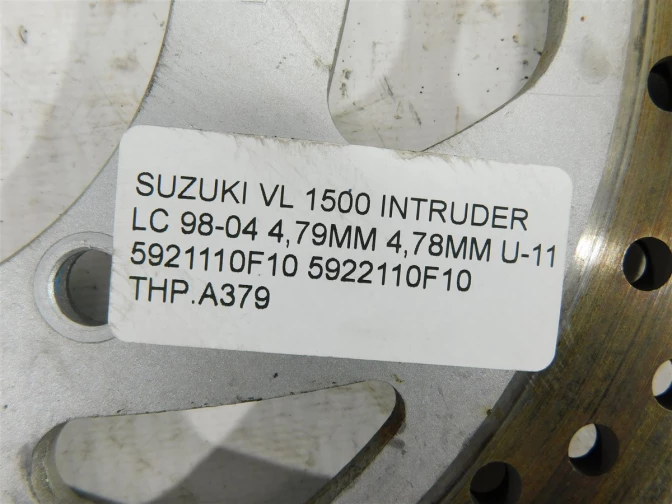 SUZUKI VL 1500 INTRUDER
LC 98-04 4,79MM 4,78MM U-11
5921110F10 5922110F10
THP.A379